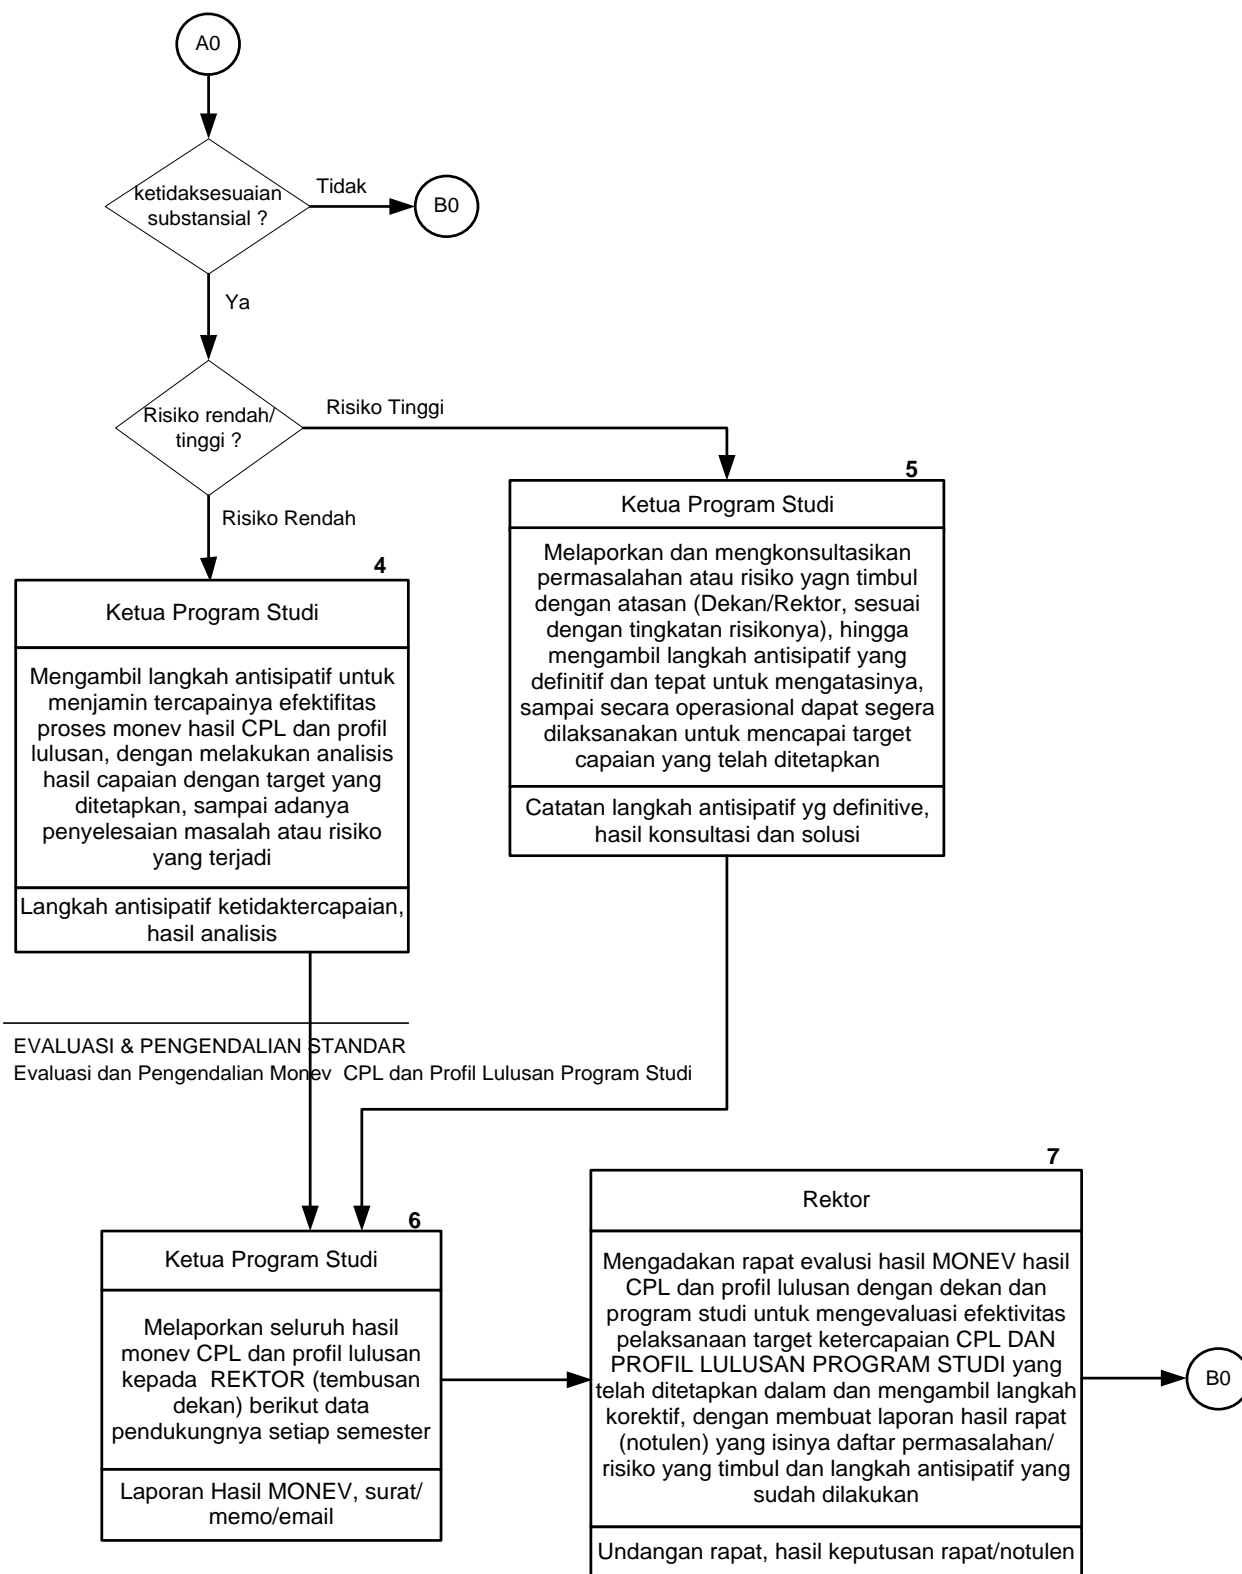 A0
ketidaksesuaian
substansial ?
Tidak
B0
Ya
Risiko rendah/
tinggi ?
Risiko Tinggi
Risiko Rendah
5
Ketua Program Studi
Melaporkan dan mengkonsultasikan
permasalahan atau risiko yagn timbul
dengan atasan (Dekan/Rektor, sesuai
dengan tingkatan risikonya), hingga
mengambil langkah antisipatif yang
definitif dan tepat untuk mengatasinya,
sampai secara operasional dapat segera
dilaksanakan untuk mencapai target
capaian yang telah ditetapkan
Catatan langkah antisipatif yg definitive,
hasil konsultasi dan solusi
4
Ketua Program Studi
Mengambil langkah antisipatif untuk
menjamin tercapainya efektifitas
proses monev hasil CPL dan profil
lulusan, dengan melakukan analisis
hasil capaian dengan target yang
ditetapkan, sampai adanya
penyelesaian masalah atau risiko
yang terjadi
Langkah antisipatif ketidaktercapaian,
hasil analisis
EVALUASI & PENGENDALIAN STANDAR
Evaluasi dan Pengendalian Monev CPL dan Profil Lulusan Program Studi
6
Ketua Program Studi
Melaporkan seluruh hasil
monev CPL dan profil lulusan
kepada REKTOR (tembusan
dekan) berikut data
pendukungnya setiap semester
Laporan Hasil MONEV, surat/
memo/email
7
Rektor
Mengadakan rapat evalusi hasil MONEV hasil
CPL dan profil lulusan dengan dekan dan
program studi untuk mengevaluasi efektivitas
pelaksanaan target ketercapaian CPL DAN
PROFIL LULUSAN PROGRAM STUDI yang
telah ditetapkan dalam dan mengambil langkah
korektif, dengan membuat laporan hasil rapat
(notulen) yang isinya daftar permasalahan/
risiko yang timbul dan langkah antisipatif yang
sudah dilakukan
Undangan rapat, hasil keputusan rapat/notulen
B0